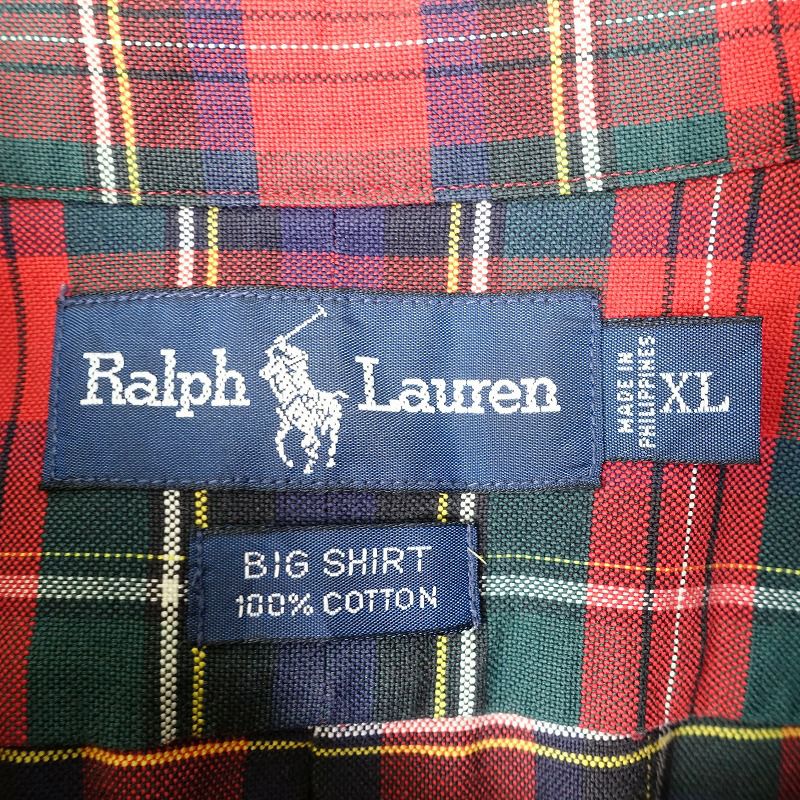 Ralph Lauren
MADE IN
PHILIPPINES
XL
BIG SHIRT
100% COTTON